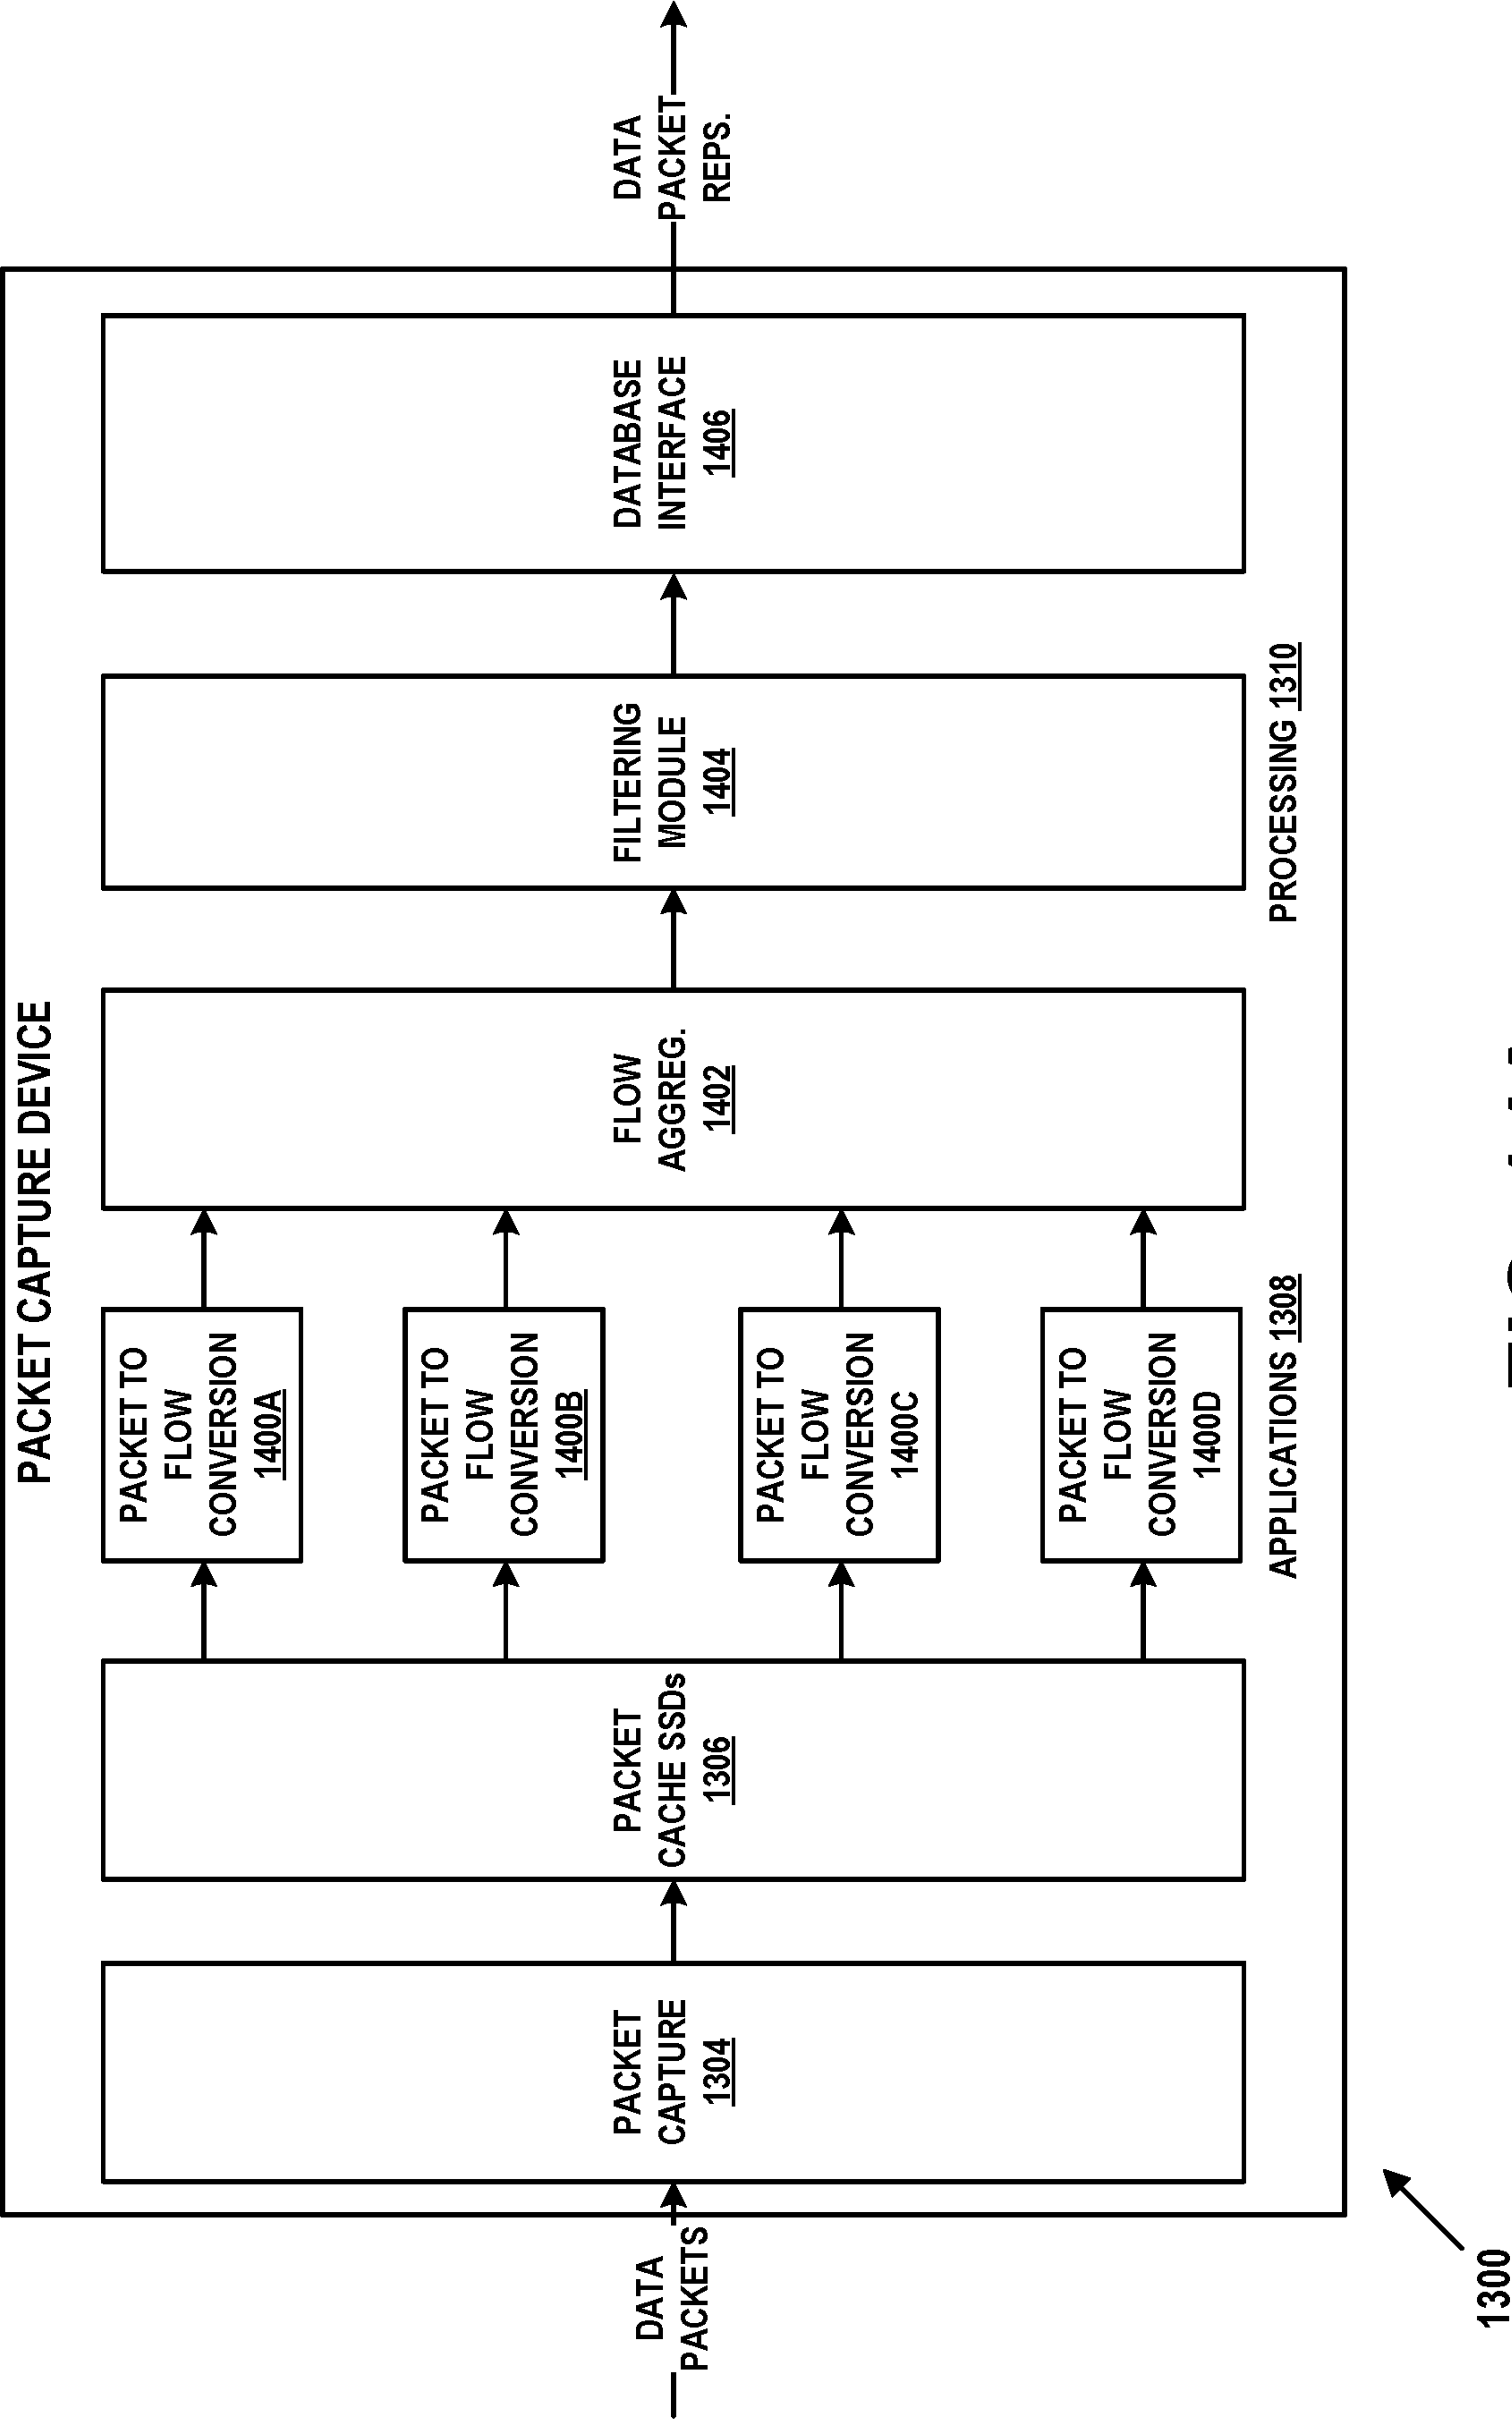 PACKET CAPTURE DEVICE
DATA
PACKETS
PACKET
CAPTURE
1304
PACKET
CACHE SSDs
1306
PACKET TO
FLOW
CONVERSION
1400A
PACKET TO
FLOW
CONVERSION
1400B
PACKET TO
FLOW
CONVERSION
1400C
PACKET TO
FLOW
CONVERSION
1400D
APPLICATIONS 1308
FLOW
AGGREG.
1402
FILTERING
MODULE
1404
PROCESSING 1310
DATABASE
INTERFACE
1406
DATA
PACKET
REPS.
1300